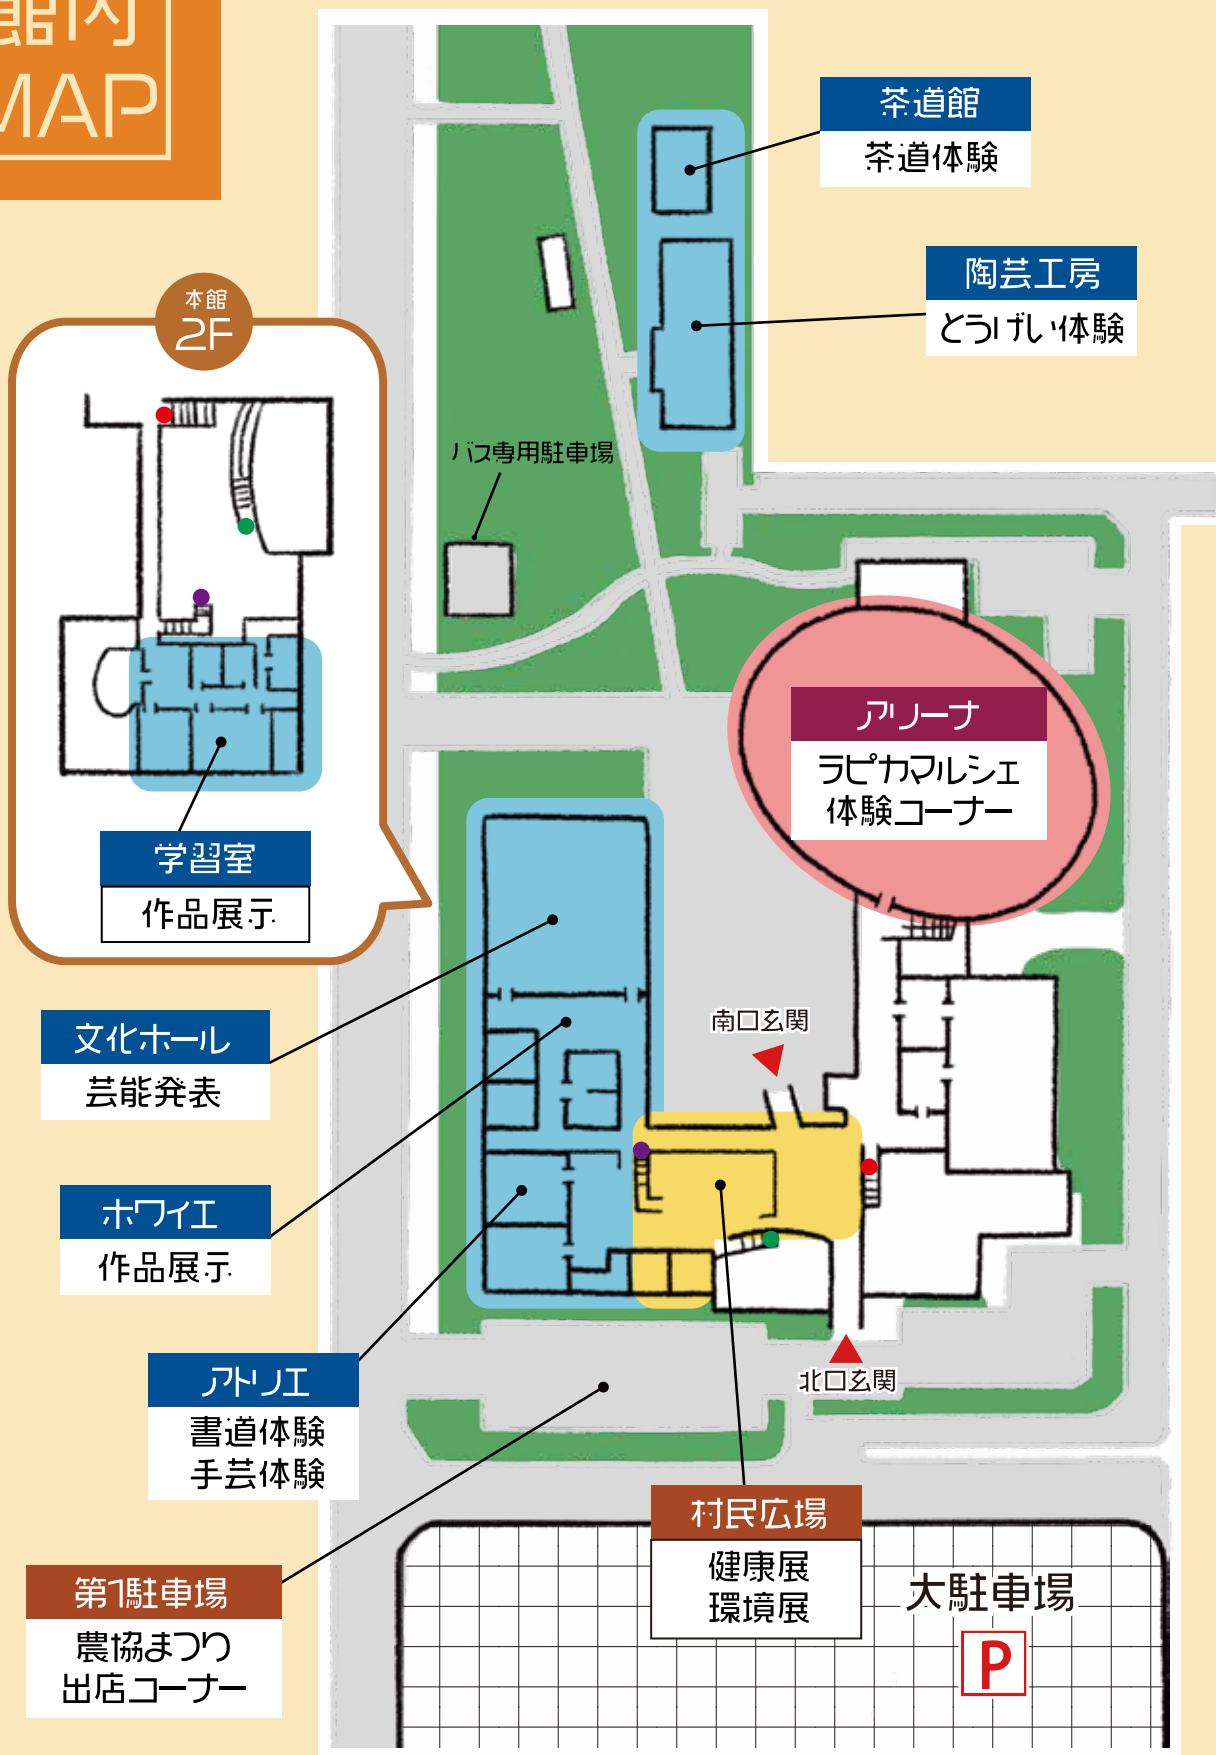 館内
MAP
茶道館
茶道体験
陶芸工房
とうげい体験
本館
2F
バス専用駐車場
アリーナ
ラピカマルシェ
体験コーナー
学習室
作品展示
文化ホール
芸能発表
南口玄関
ホワイエ
作品展示
アトリエ
書道体験
手芸体験
北口玄関
村民広場
健康展
環境展
第1駐車場
農協まつり
出店コーナー
大駐車場
P